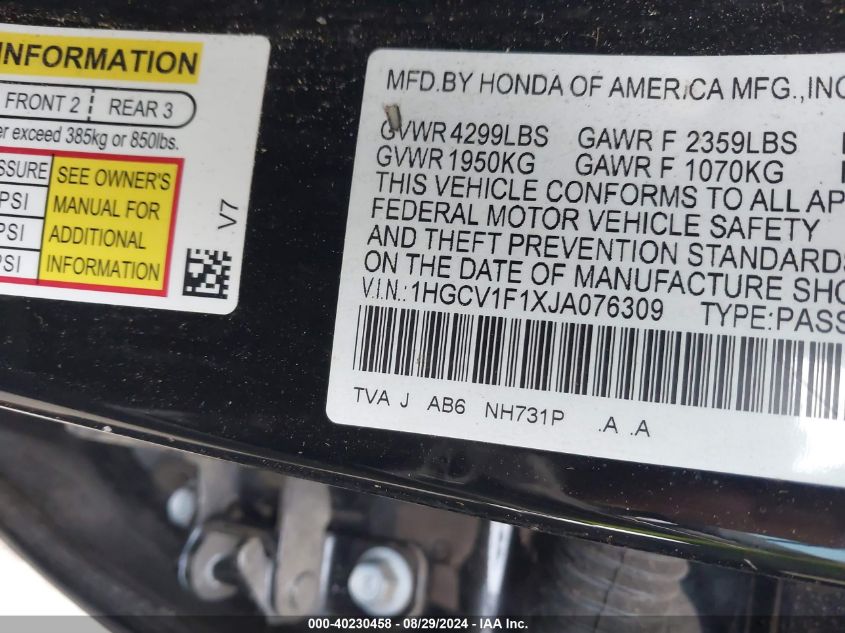 INFORMATION
FRONT 2 REAR 3
er exceed 385kg or 850lbs.
SSURE
PSI
PSI
PSI
SEE OWNER'S
MANUAL FOR
ADDITIONAL
INFORMATION
V7
MFD.BY HONDA OF AMERICA MFG.,INC
GVWR 4299LBS GAWR F 2359LBS
GVWR 1950KG GAWR F 1070KG
THIS VEHICLE CONFORMS TO ALL AP
FEDERAL MOTOR VEHICLE SAFETY
AND THEFT PREVENTION STANDARDS
ON THE DATE OF MANUFACTURE SHO
V.I.N.:1HGCV1F1XJA076309 TYPE:PASS
TVA J AB6 NH731P .A .A
000-40230458 - 08/29/2024 - IAA, Inc.